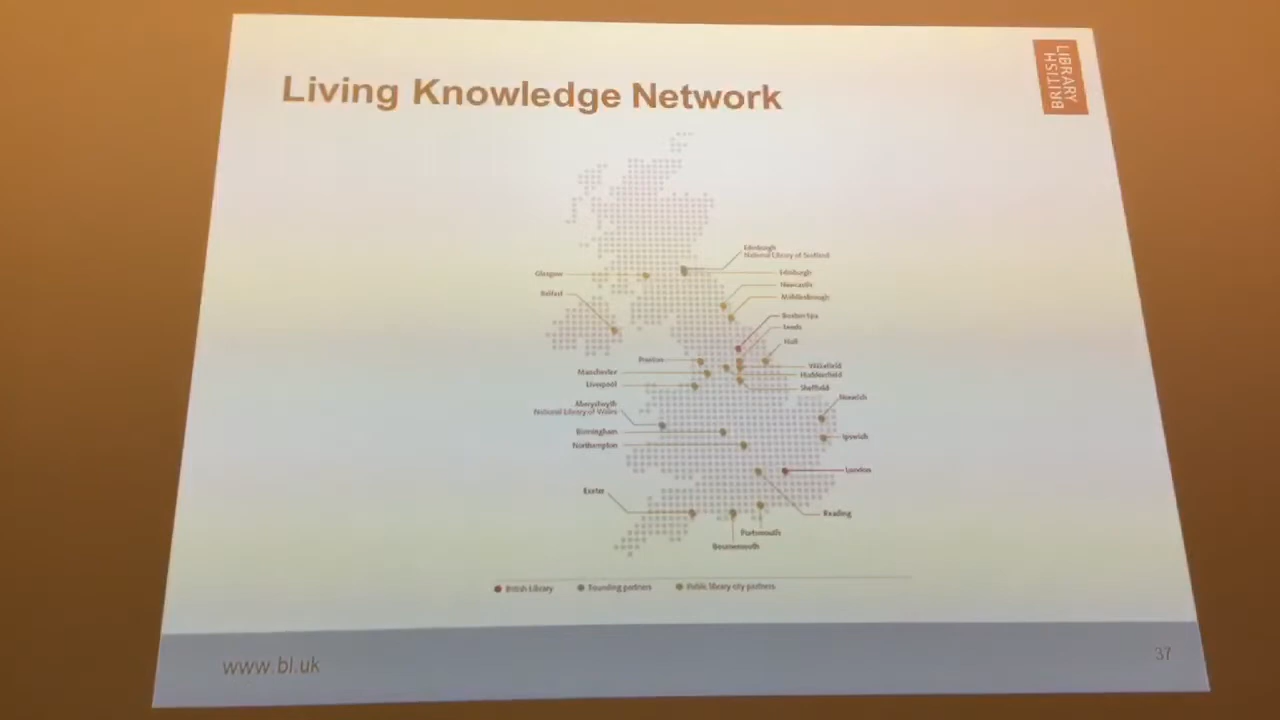 Living Knowledge Network
LIBRARY
BRITISH
Edinburgh
National Library of Scotland
Glasgow
Edinburgh
Newcastle
Belfast
Middlesbrough
Boston Spa
Leeds
Hull
Preston
Wakefield
Manchester
Huddersfield
Liverpool
Sheffield
Norwich
Aberystwyth
National Library of Wales
Birmingham
Ipswich
Northampton
London
Exeter
Reading
Portsmouth
Bournemouth
British Library
Founding partners
Public library city partners
www.bl.uk
37